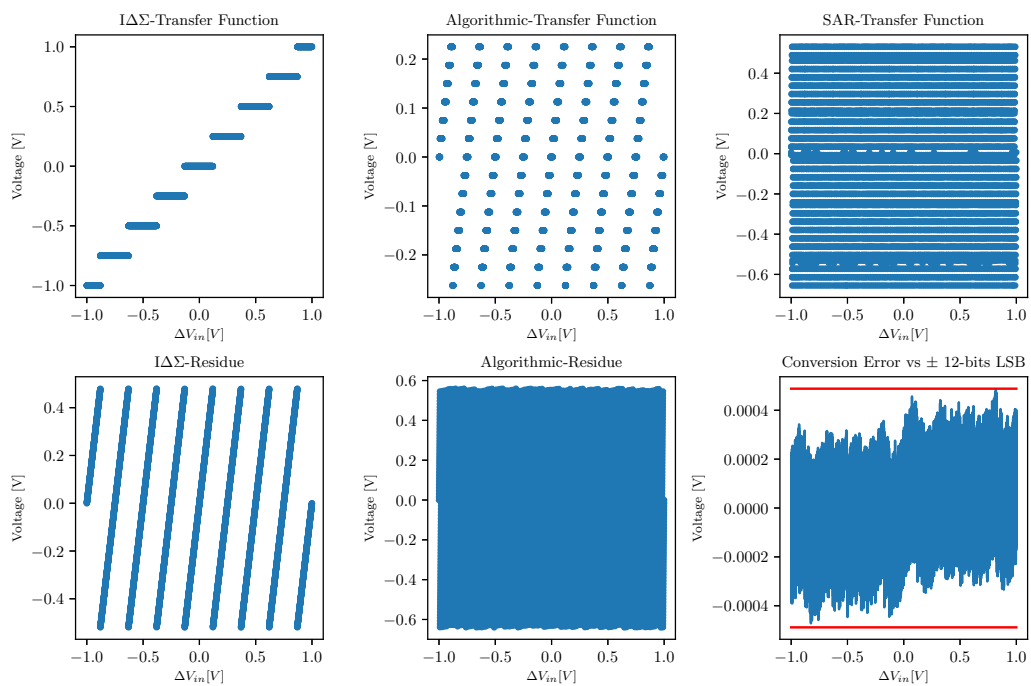 IΔΣ-Transfer Function
Voltage [V]
1.0
0.5
0.0
−0.5
−1.0
−1.0 −0.5 0.0 0.5 1.0
ΔVin[V]
Algorithmic-Transfer Function
Voltage [V]
0.2
0.1
0.0
−0.1
−0.2
−1.0 −0.5 0.0 0.5 1.0
ΔVin[V]
SAR-Transfer Function
Voltage [V]
0.4
0.2
0.0
−0.2
−0.4
−0.6
−1.0 −0.5 0.0 0.5 1.0
ΔVin[V]
IΔΣ-Residue
Voltage [V]
0.4
0.2
0.0
−0.2
−0.4
−1.0 −0.5 0.0 0.5 1.0
ΔVin[V]
Algorithmic-Residue
Voltage [V]
0.6
0.4
0.2
0.0
−0.2
−0.4
−0.6
−1.0 −0.5 0.0 0.5 1.0
ΔVin[V]
Conversion Error vs ± 12-bits LSB
Voltage [V]
0.0004
0.0002
0.0000
−0.0002
−0.0004
−1.0 −0.5 0.0 0.5 1.0
ΔVin[V]